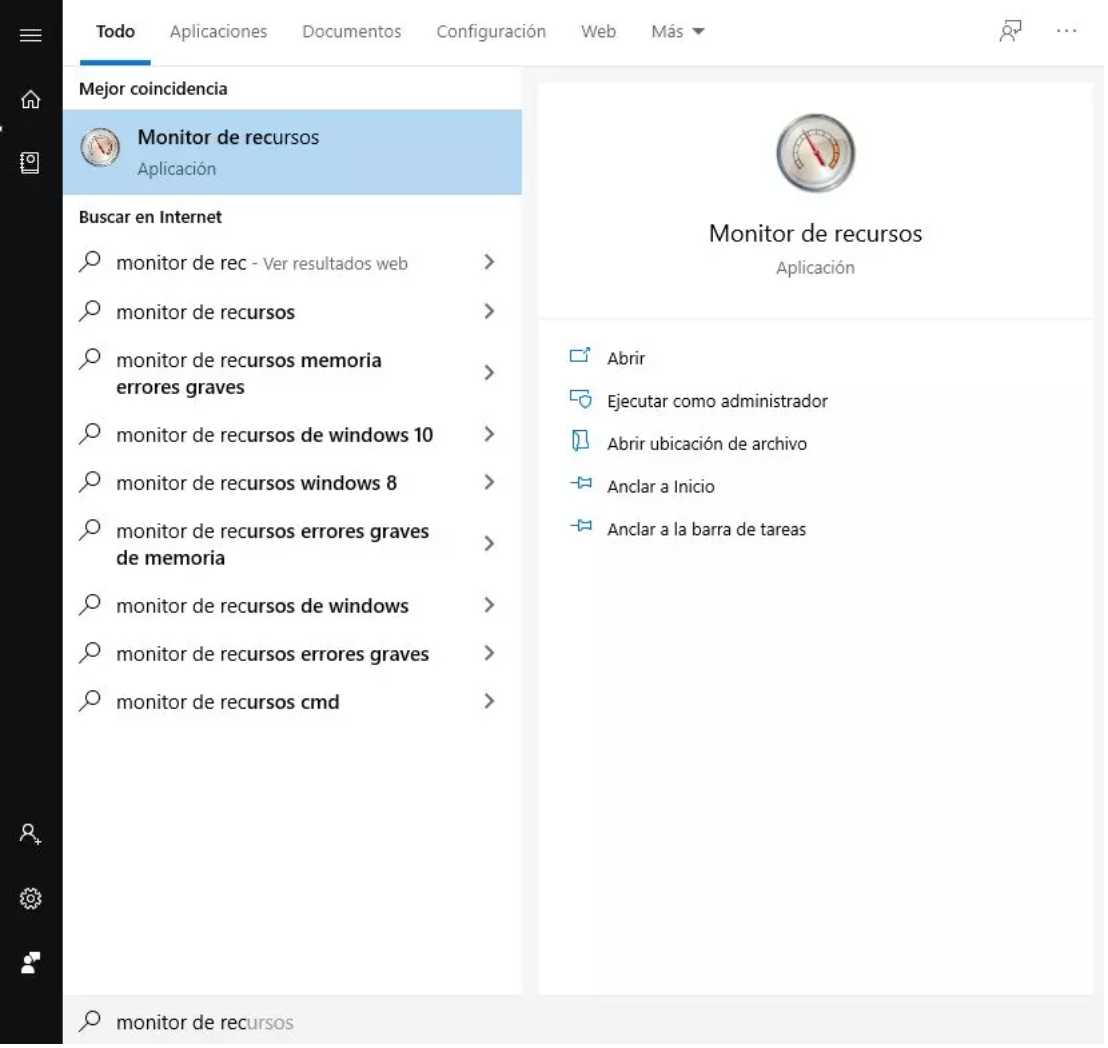 Todo Aplicaciones Documentos Configuración Web Más
Mejor coincidencia
Monitor de recursos
Aplicación
Buscar en Internet
monitor de rec - Ver resultados web
monitor de recursos
monitor de recursos memoria
errores graves
monitor de recursos de windows 10
monitor de recursos windows 8
monitor de recursos errores graves
de memoria
monitor de recursos de windows
monitor de recursos errores graves
monitor de recursos cmd
Monitor de recursos
Aplicación
Abrir
Ejecutar como administrador
Abrir ubicación de archivo
Anclar a Inicio
Anclar a la barra de tareas
monitor de recursos